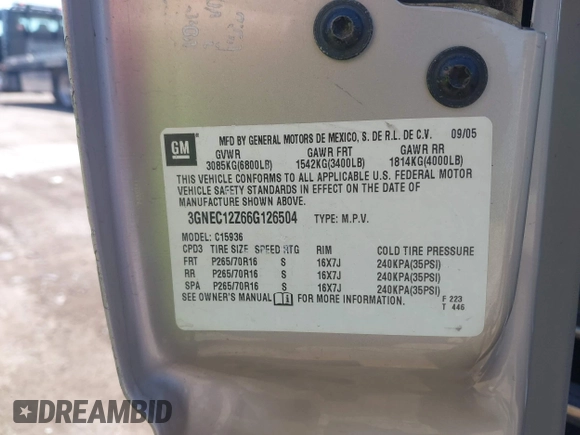 GM
MFD BY GENERAL MOTORS DE MEXICO, S. DE R.L. DE C.V. 09/05
GVWR GAWR FRT GAWR RR
3085KG(6800LB) 1542KG(3400LB) 1814KG(4000LB)
THIS VEHICLE CONFORMS TO ALL APPLICABLE U.S. FEDERAL MOTOR
VEHICLE SAFETY STANDARDS IN EFFECT ON THE DATE OF
MANUFACTURE SHOWN ABOVE.
3GNEC12Z66G126504 TYPE: M.P.V.
MODEL: C15936
CPD3 TIRE SIZE SPEED RTG RIM COLD TIRE PRESSURE
FRT P265/70R16 S 16X7J 240KPA(35PSI)
RR P265/70R16 S 16X7J 240KPA(35PSI)
SPA P265/70R16 S 16X7J 240KPA(35PSI)
SEE OWNER'S MANUAL FOR MORE INFORMATION.
F 223
T 446
DREAMBID